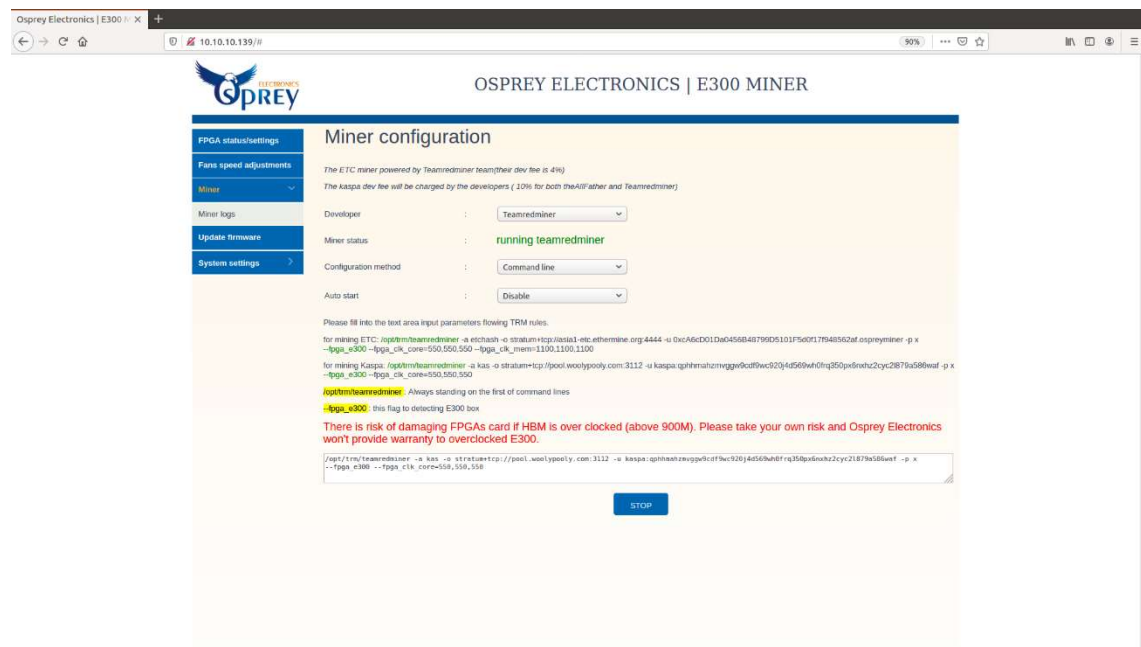 Osprey Electronics | E300 M
10.10.10.139/#
90%
ELECTRONICS
OSPREY
OSPREY ELECTRONICS | E300 MINER
FPGA status/settings
Fans speed adjustments
Miner
Miner logs
Update firmware
System settings
Miner configuration
The ETC miner powered by Teamredminer team(their dev fee is 4%)
The kaspa dev fee will be charged by the developers ( 10% for both theAllFather and Teamredminer)
Developer : Teamredminer
Miner status : running teamredminer
Configuration method : Command line
Auto start : Disable
Please fill into the text area input parameters flowing TRM rules.
for mining ETC: /opt/trm/teamredminer -a etchash -o stratum+tcp://asia1-etc.ethermine.org:4444 -u -p x
--fpga_e300 --fpga_clk_core=550,550,550 --fpga_clk_mem=1100,1100,1100
for mining Kaspa: /opt/trm/teamredminer -a kas -o stratum+tcp://pool.woolypooly.com:3112 -u -p x
--fpga_e300 --fpga_clk_core=550,550,550
/opt/trm/teamredminer : Always standing on the first of command lines
--fpga_e300 : this flag to detecting E300 box
There is risk of damaging FPGAs card if HBM is over clocked (above 900M). Please take your own risk and Osprey Electronics
won't provide warranty to overclocked E300.
/opt/trm/teamredminer -a kas -o stratum+tcp://pool.woolypooly.com:3112 -u -p x
--fpga_e300 --fpga_clk_core=550,550,550
STOP